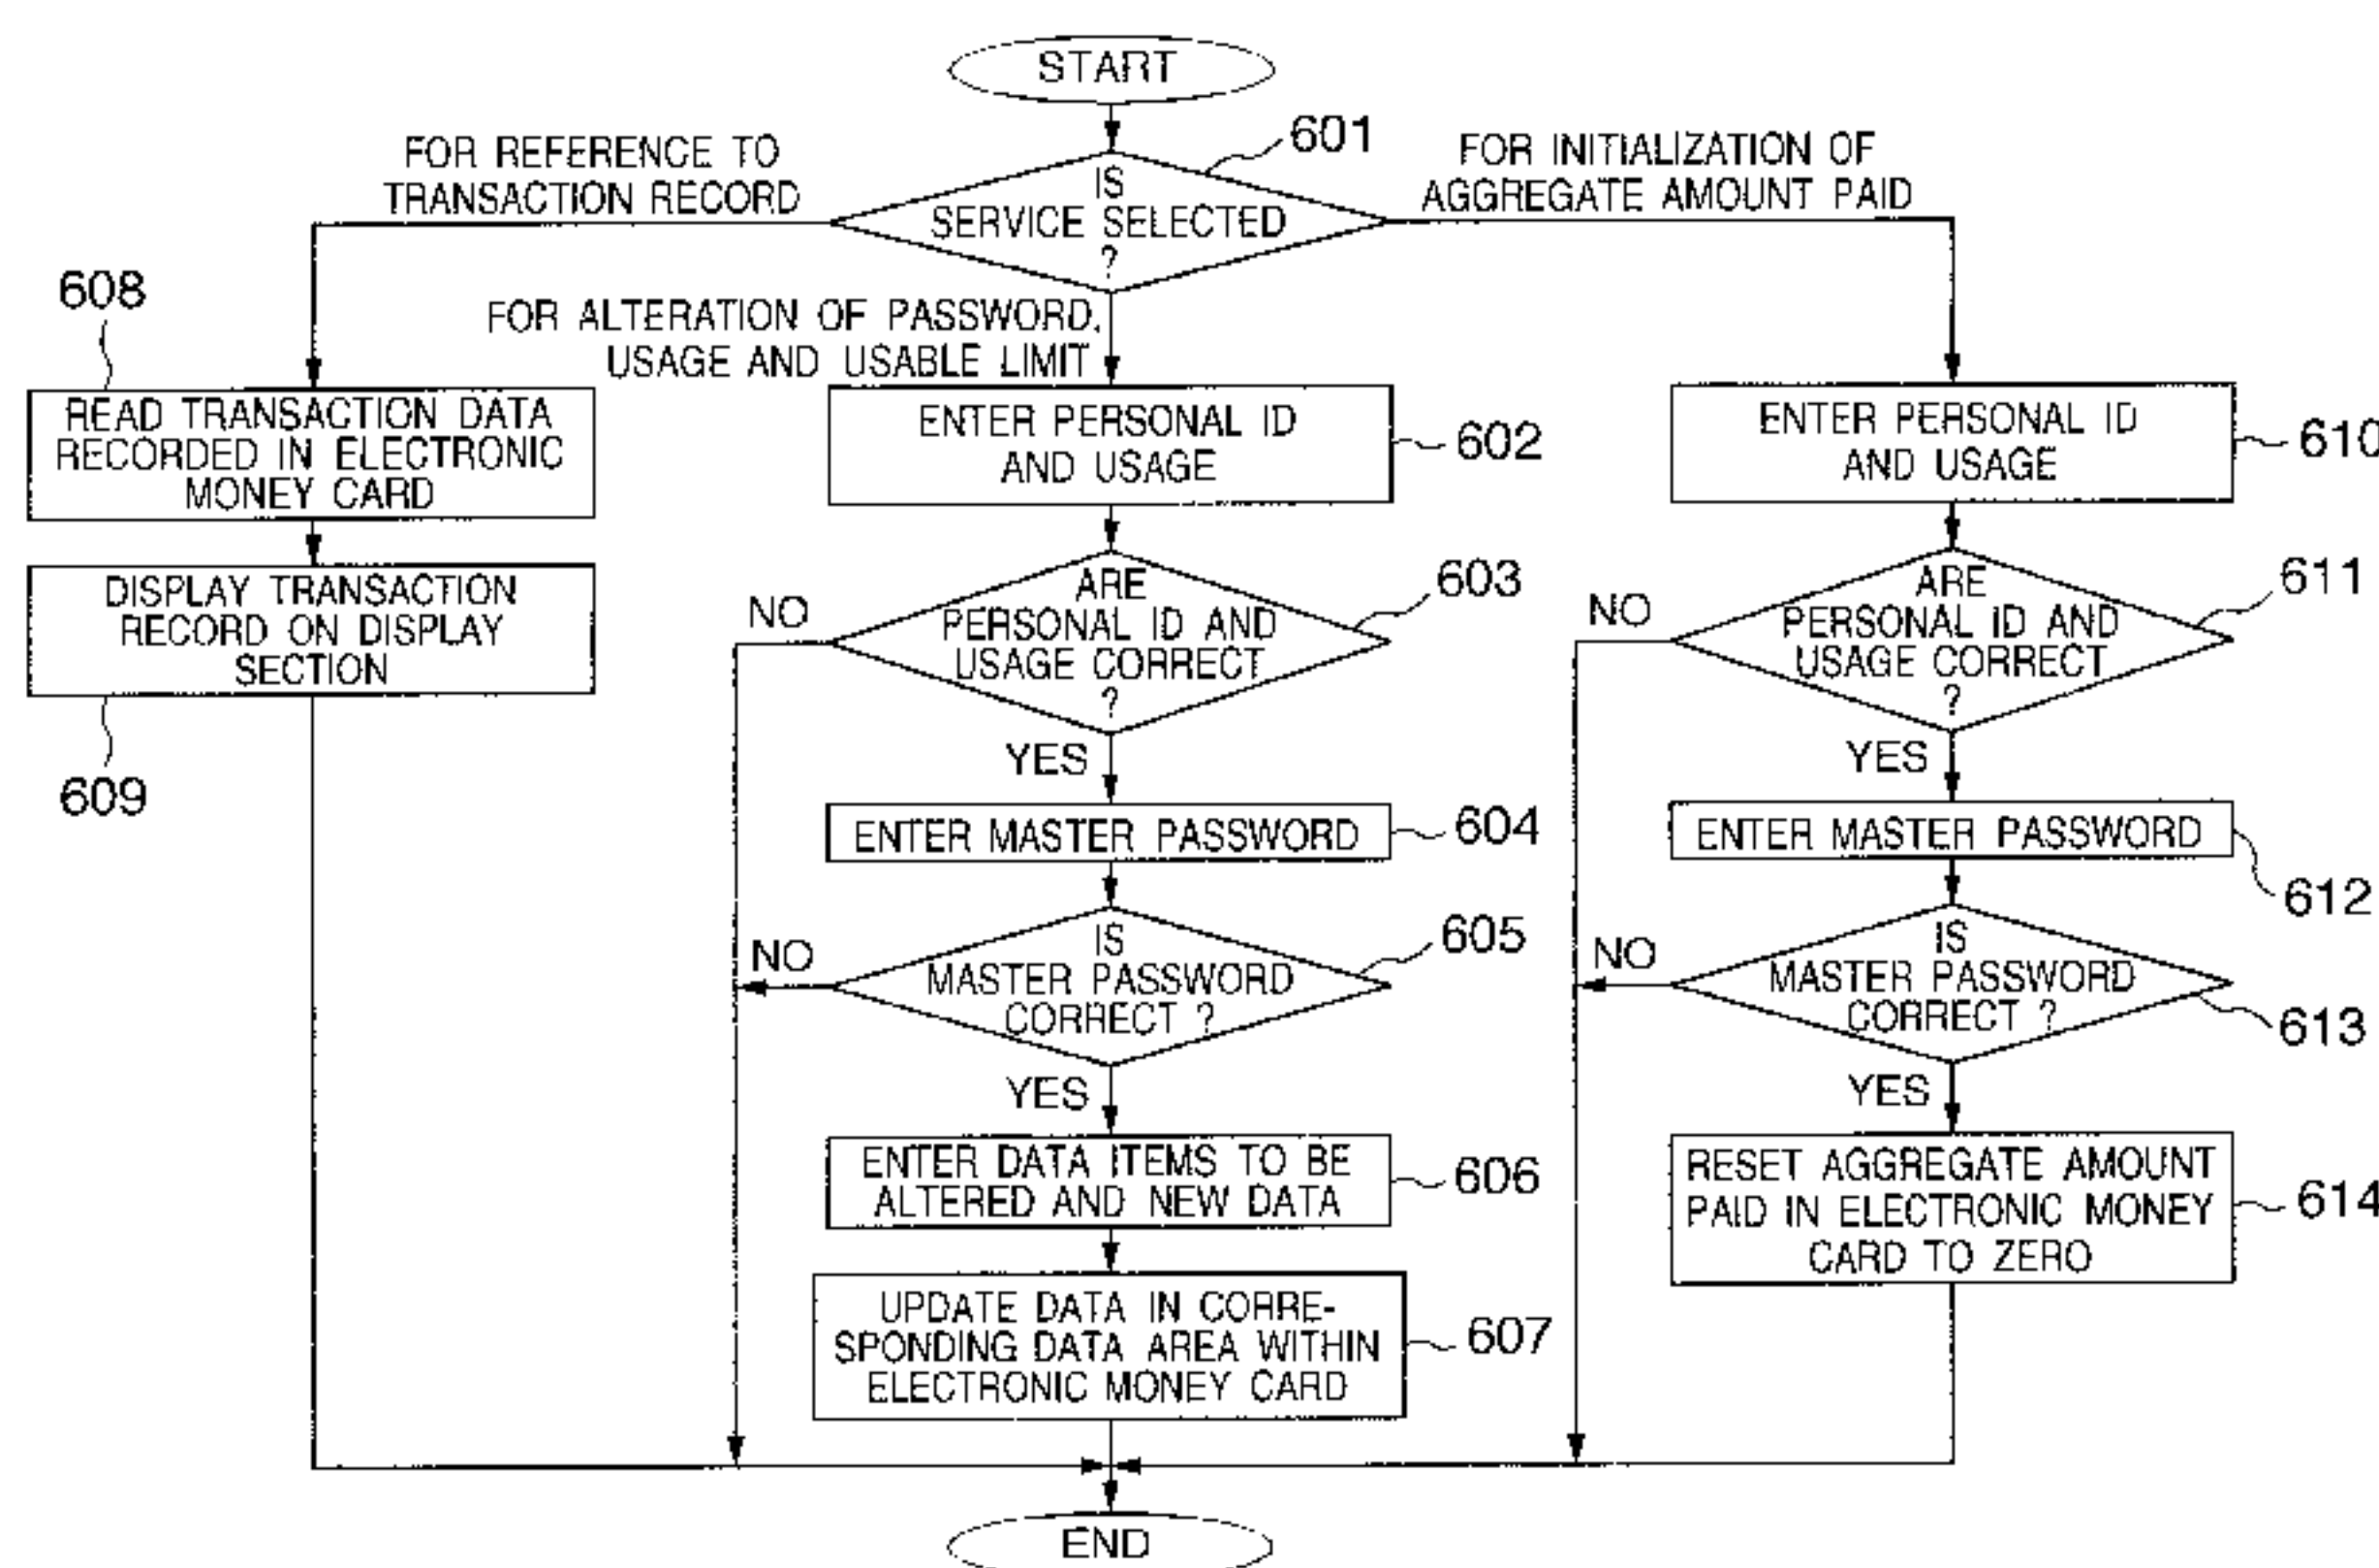 START
601
FOR REFERENCE TO
TRANSACTION RECORD
IS
SERVICE SELECTED
?
FOR INITIALIZATION OF
AGGREGATE AMOUNT PAID
608
FOR ALTERATION OF PASSWORD,
USAGE AND USABLE LIMIT
READ TRANSACTION DATA
RECORDED IN ELECTRONIC
MONEY CARD
DISPLAY TRANSACTION
RECORD ON DISPLAY
SECTION
609
ENTER PERSONAL ID
AND USAGE
602
ARE
PERSONAL ID AND
USAGE CORRECT
?
603
NO
YES
ENTER MASTER PASSWORD
604
IS
MASTER PASSWORD
CORRECT ?
605
NO
YES
ENTER DATA ITEMS TO BE
ALTERED AND NEW DATA
606
UPDATE DATA IN CORRE-
SPONDING DATA AREA WITHIN
ELECTRONIC MONEY CARD
607
ENTER PERSONAL ID
AND USAGE
610
ARE
PERSONAL ID AND
USAGE CORRECT
?
611
NO
YES
ENTER MASTER PASSWORD
612
IS
MASTER PASSWORD
CORRECT ?
613
NO
YES
RESET AGGREGATE AMOUNT
PAID IN ELECTRONIC MONEY
CARD TO ZERO
614
END